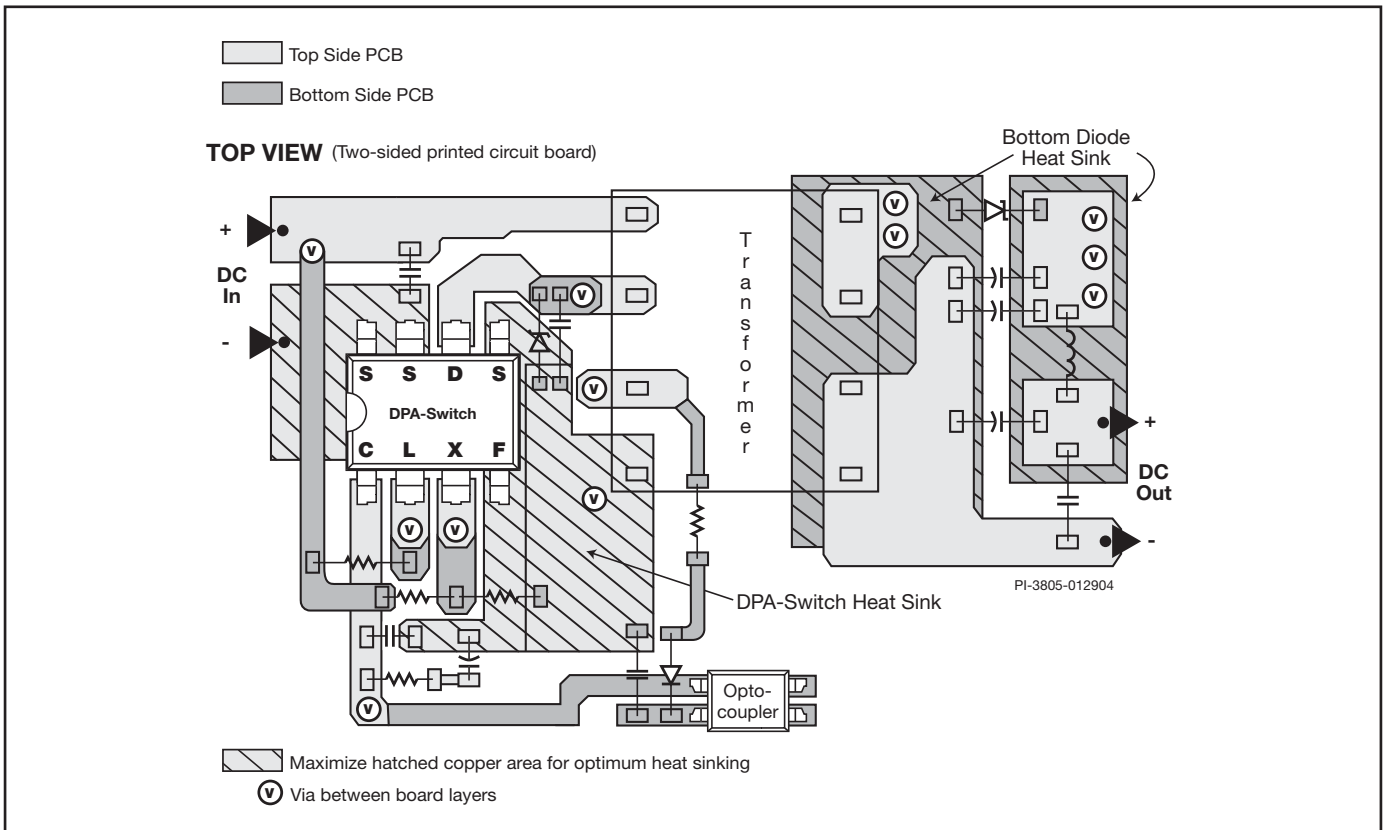 Top Side PCB
Bottom Side PCB
TOP VIEW (Two-sided printed circuit board)
Bottom Diode
Heat Sink
+
DC
In
-
V
V
S S D S
DPA-Switch
C L X F
V
V
V
V
V
Transformer
V
V
V
V
V
+
DC
Out
-
PI-3805-012904
DPA-Switch Heat Sink
V
Opto-
coupler
Maximize hatched copper area for optimum heat sinking
V Via between board layers